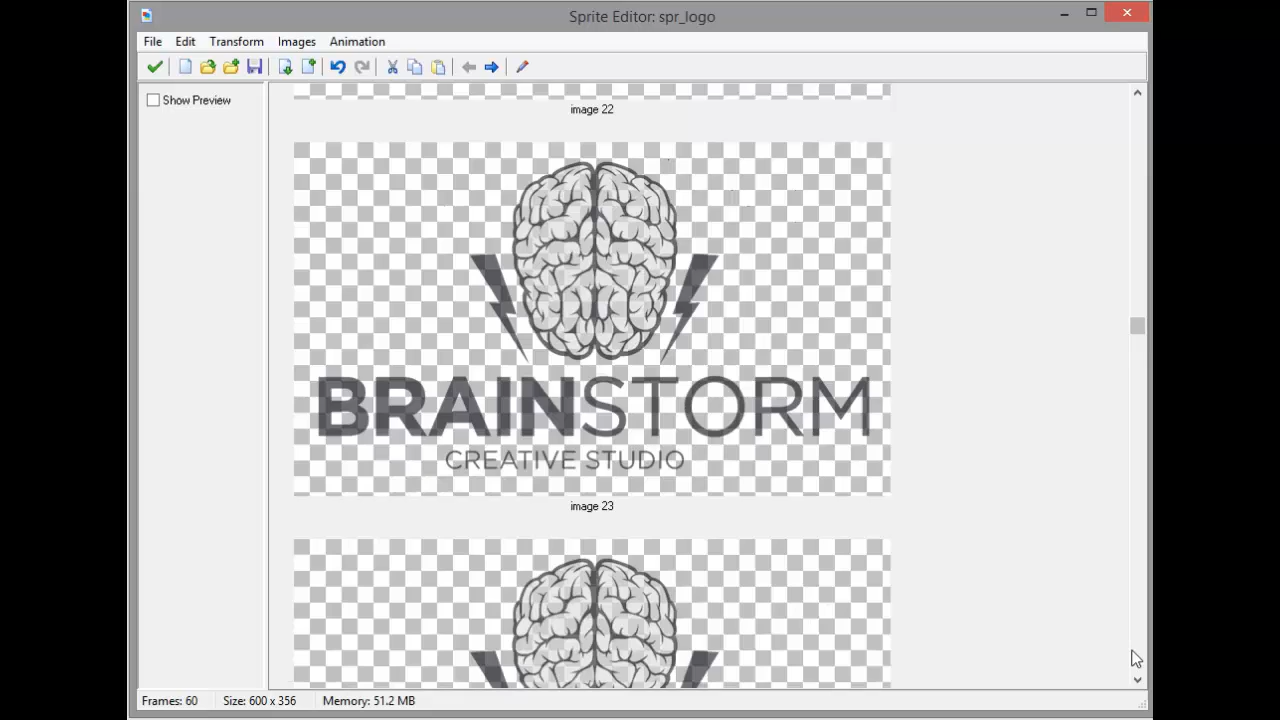 Sprite Editor: spr_logo
File Edit Transform Images Animation
Show Preview
image 22
BRAINSTORM
CREATIVE STUDIO
image 23
Frames: 60 Size: 600 x 356 Memory: 51.2 MB